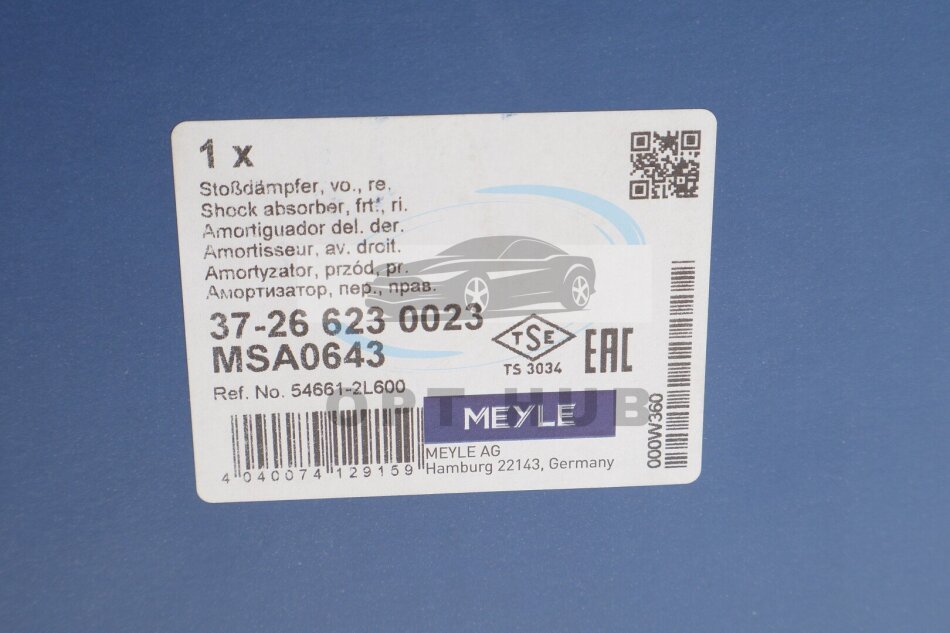 1 x
Stoßdämpfer, vo., re.
Shock absorber, frt., ri.
Amortiguador del. der.
Amortisseur, av. droit.
Amortyzator, przód, pr.
Амортизатор, пер., прав.
37-26 623 0023
MSA0643
TSE
TS 3034
EAC
Ref. No. 54661-2L600
OPT HUB
MEYLE
MEYLE AG
Hamburg 22143, Germany
4 040074 129159
000W360